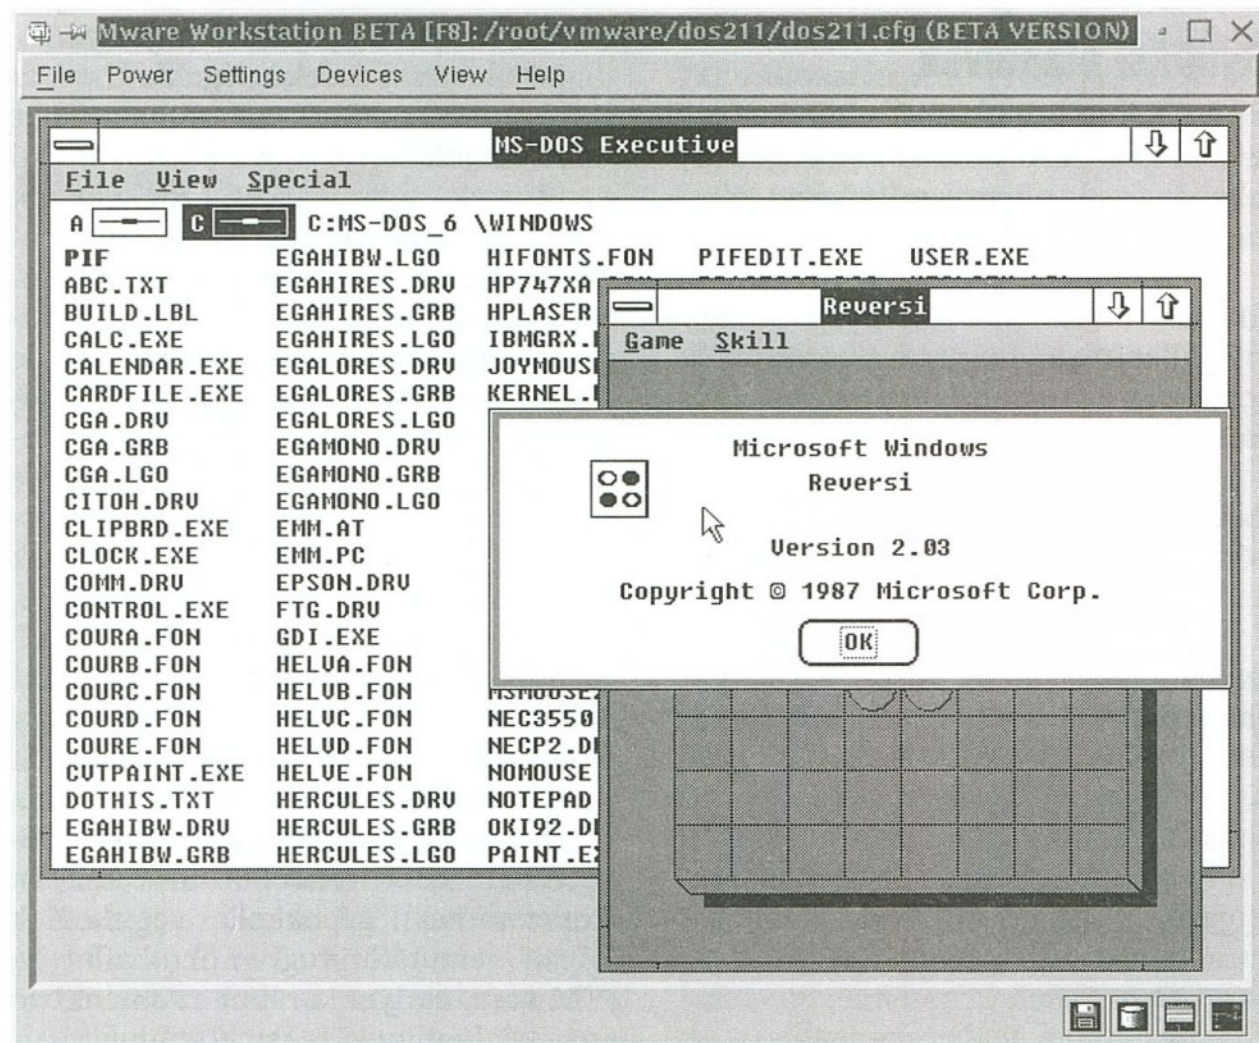 Mware Workstation BETA [F8]: /root/vmware/dos211/dos211.cfg (BETA VERSION)
File Power Settings Devices View Help
MS-DOS Executive
File View Special
A C C:MS-DOS_6 \WINDOWS
PIF EGAHIBW.LGO HIFONTS.FON PIFEDIT.EXE USER.EXE
ABC.TXT EGAHIRES.DRV HP747XA
BUILD.LBL EGAHIRES.GRB HPLASER
CALC.EXE EGAHIRES.LGO IBMGRX.
CALENDAR.EXE EGALORES.DRV JOYMOUS
CARDFILE.EXE EGALORES.GRB KERNEL.
CGA.DRV EGALORES.LGO
CGA.GRB EGAMONO.DRV
CGA.LGO EGAMONO.GRB
CITOH.DRV EGAMONO.LGO
CLIPBRD.EXE EMM.AT
CLOCK.EXE EMM.PC
COMM.DRV EPSON.DRV
CONTROL.EXE FTG.DRV
COURA.FON GDI.EXE
COURB.FON HELVA.FON
COURC.FON HELVB.FON MSMOUSE
COURD.FON HELVC.FON NEC3550
COURE.FON HELVD.FON NECP2.D
CVTPAINT.EXE HELVE.FON NOMOUSE
DOTHIS.TXT HERCULES.DRV NOTEPAD
EGAHIBW.DRV HERCULES.GRB OKI92.D
EGAHIBW.GRB HERCULES.LGO PAINT.E
Reversi
Game Skill
Microsoft Windows
Reversi
Version 2.03
Copyright © 1987 Microsoft Corp.
OK